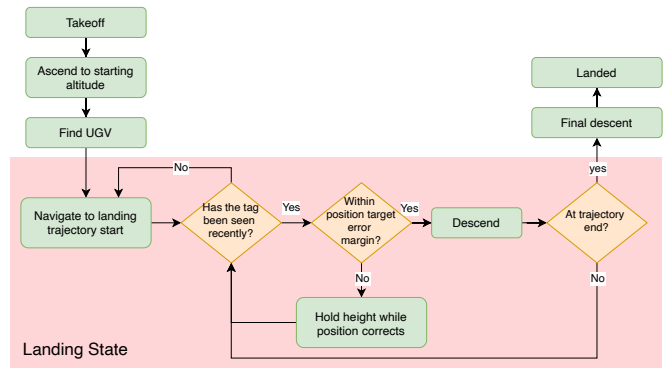 Takeoff
Ascend to starting
altitude
Find UGV
Landed
Final descent
yes
No
Navigate to landing
trajectory start
Has the tag
been seen
recently?
Yes
Within
position target
error
margin?
Yes
Descend
At trajectory
end?
No
No
Hold height while
position corrects
Landing State